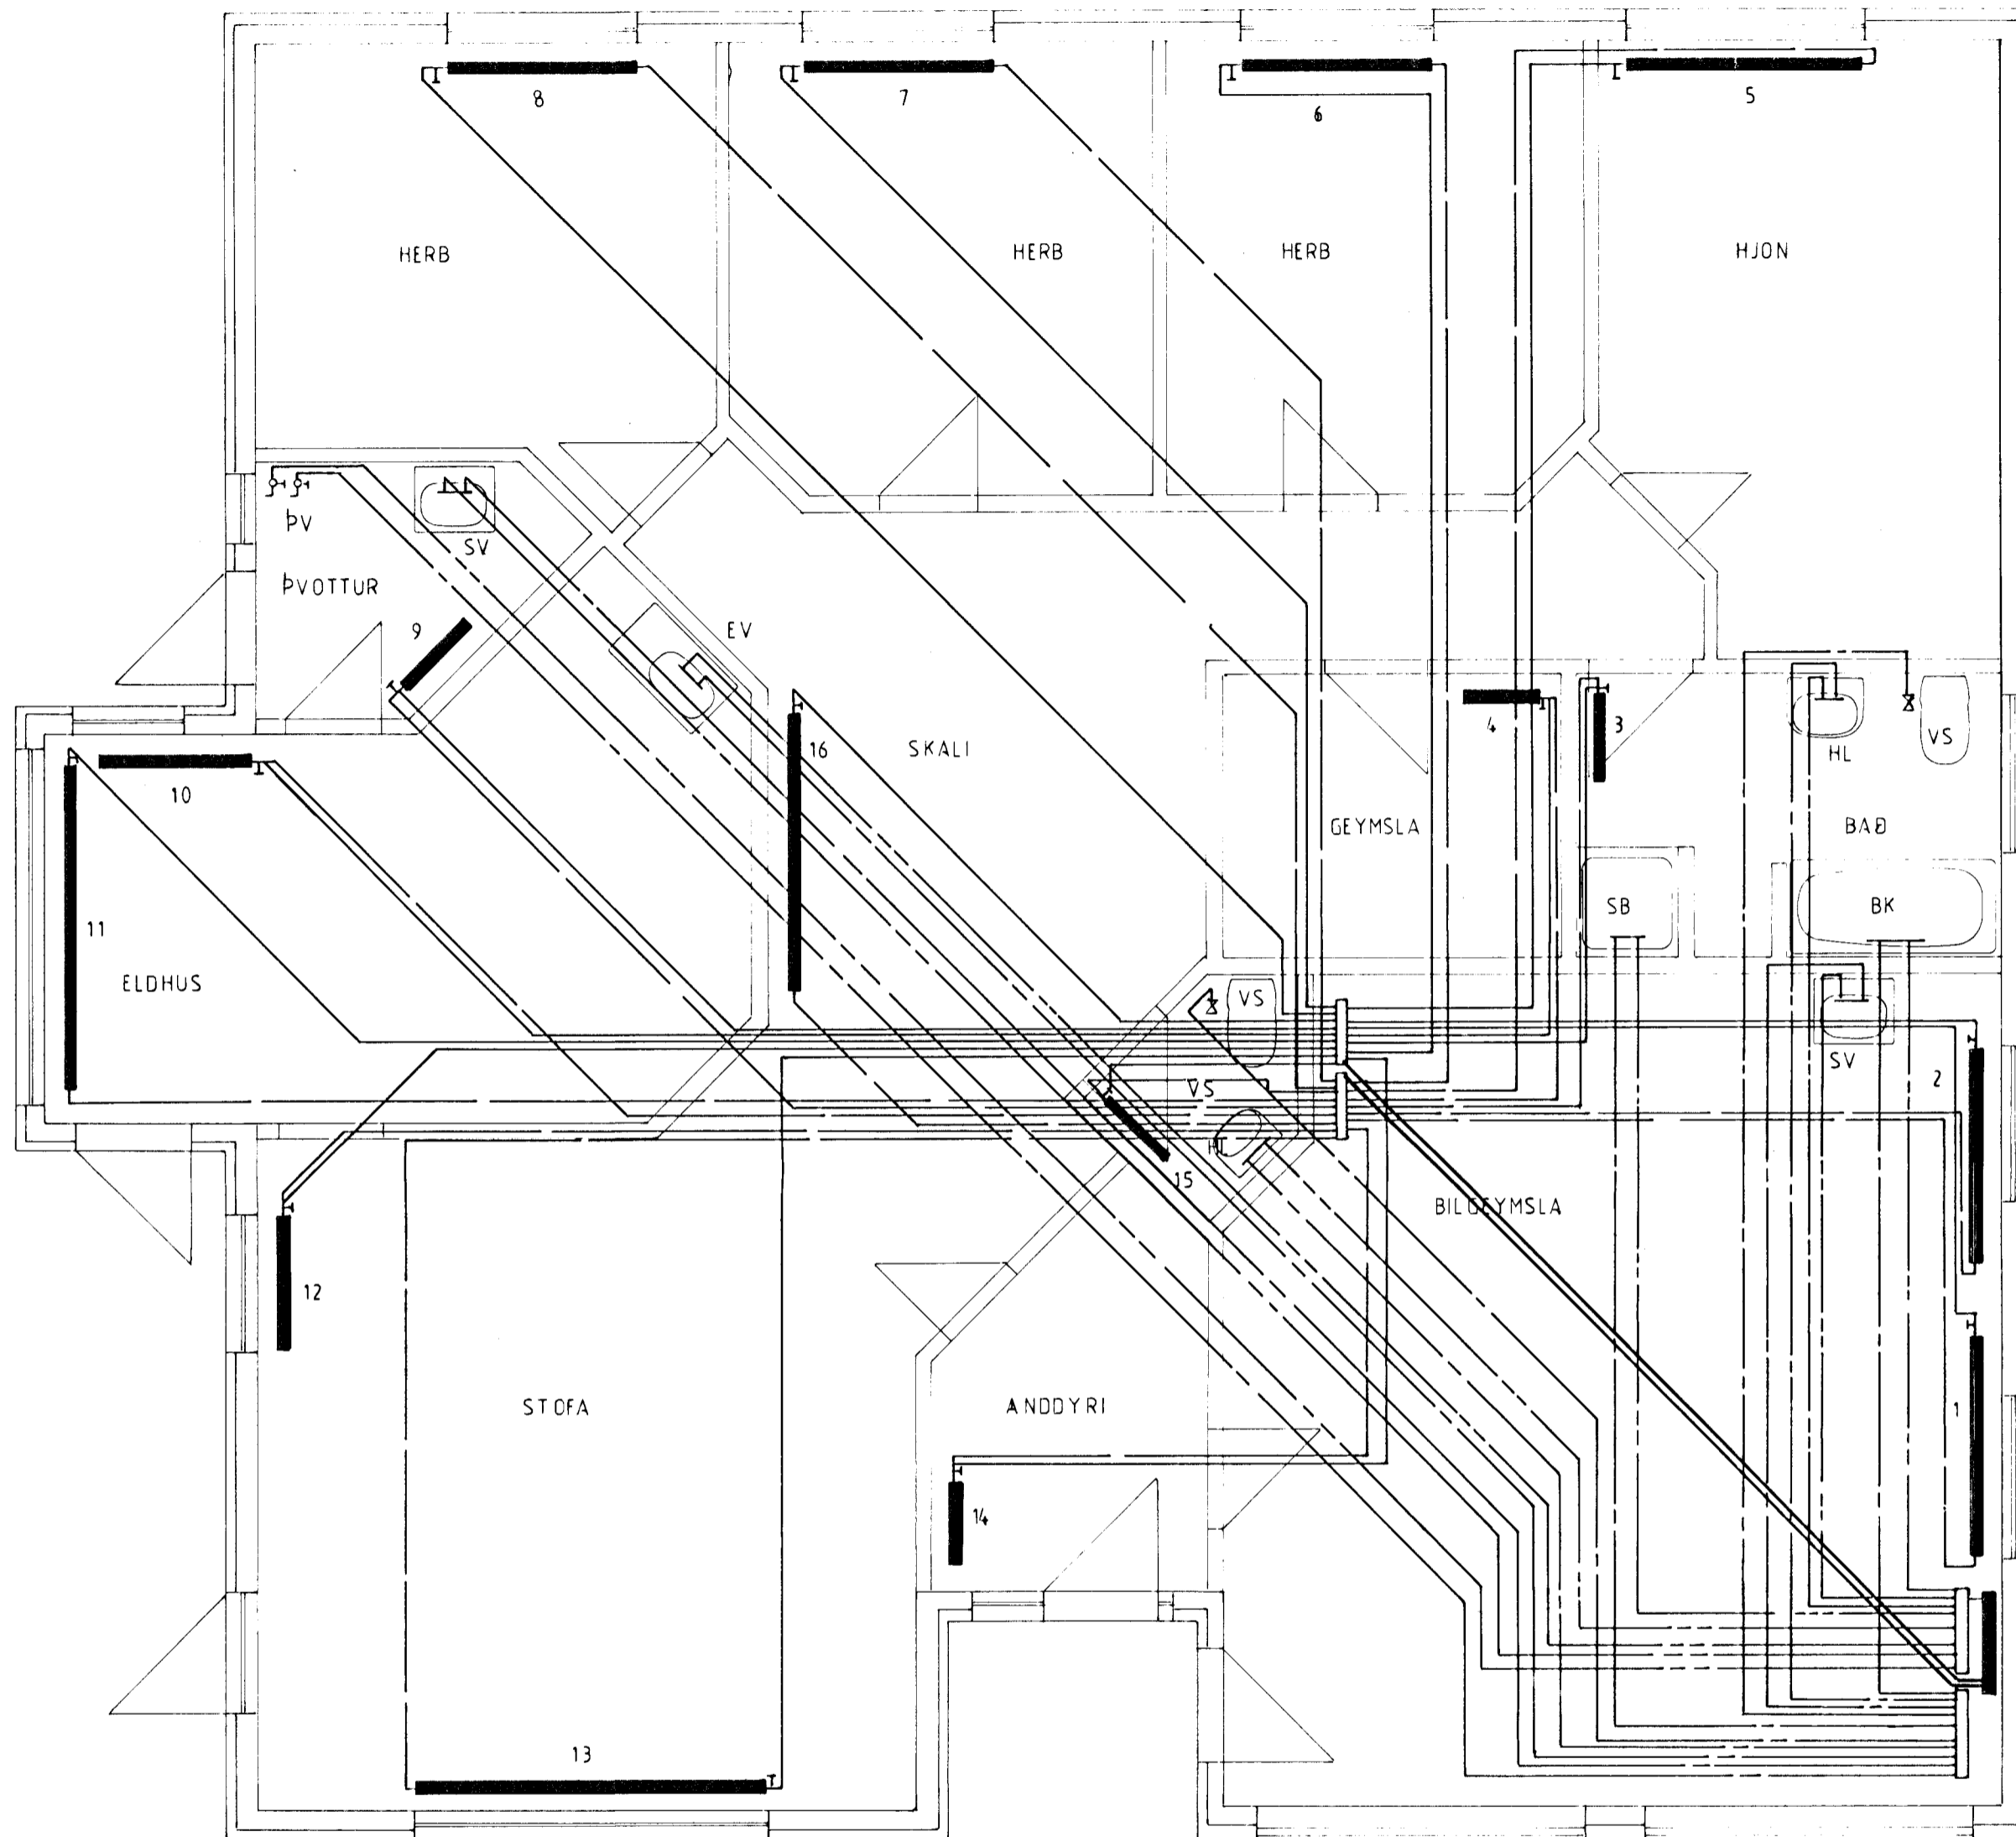 8
7
6
5
HERB
HERB
HERB
HJON
ÞV
SV
ÞVOTTUR
9
EV
16
SKALI
4
3
HL
VS
10
GEYMSLA
BAÐ
11
SB
BK
ELDHUS
VS
SV
2
VS
HL
15
BILGEYMSLA
12
STOFA
ANDDYRI
1
14
13